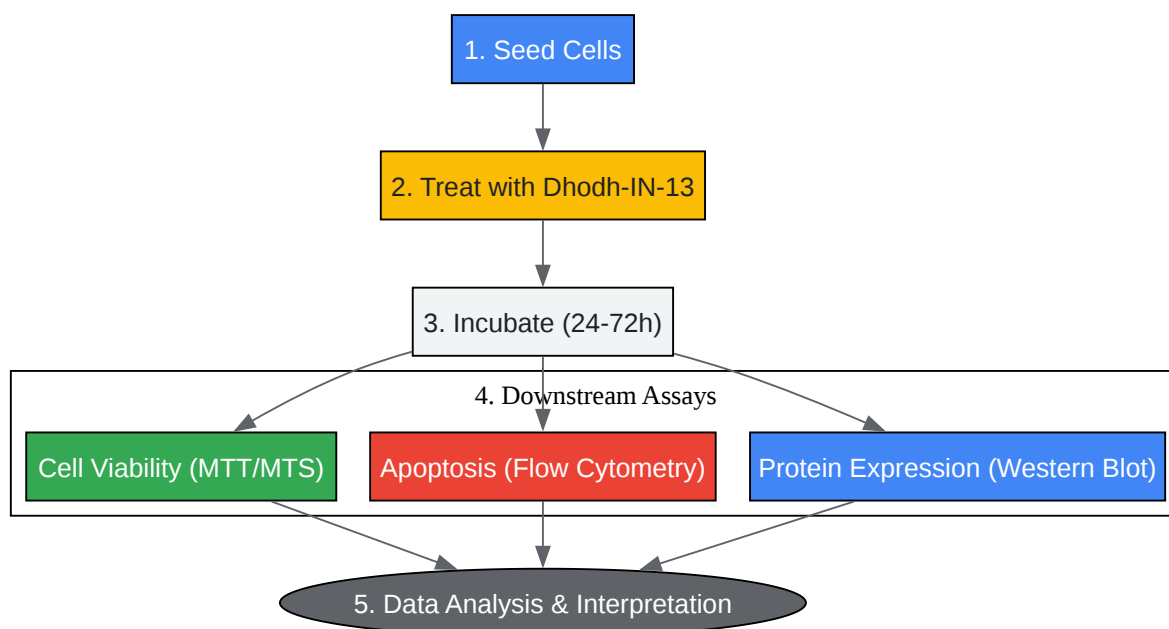 1. Seed Cells
2. Treat with Dhodh-IN-13
3. Incubate (24-72h)
4. Downstream Assays
Cell Viability (MTT/MTS)
Apoptosis (Flow Cytometry)
Protein Expression (Western Blot)
5. Data Analysis & Interpretation